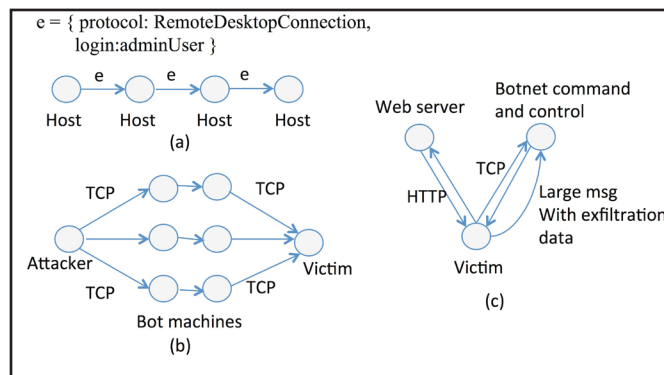 e = { protocol: RemoteDesktopConnection,
login:adminUser }
e e e
Host Host Host Host
(a)
TCP TCP
Attacker Victim
TCP TCP
Bot machines
(b)
Web server
Botnet command
and control
TCP
HTTP
Large msg
With exfiltration
data
Victim
(c)